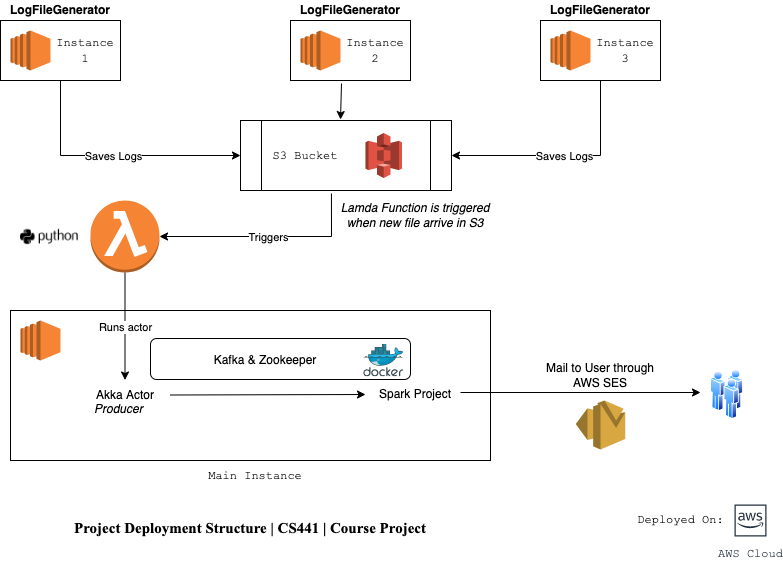 LogFileGenerator
LogFileGenerator
LogFileGenerator
Instance
1
Instance
2
Instance
3
Saves Logs
S3 Bucket
Saves Logs
Lamda Function is triggered
when new file arrive in S3
python
Triggers
Runs actor
Kafka & Zookeeper
docker
Akka Actor
Producer
Spark Project
Mail to User through
AWS SES
Main Instance
Project Deployment Structure | CS441 | Course Project
Deployed On:
aws
AWS Cloud